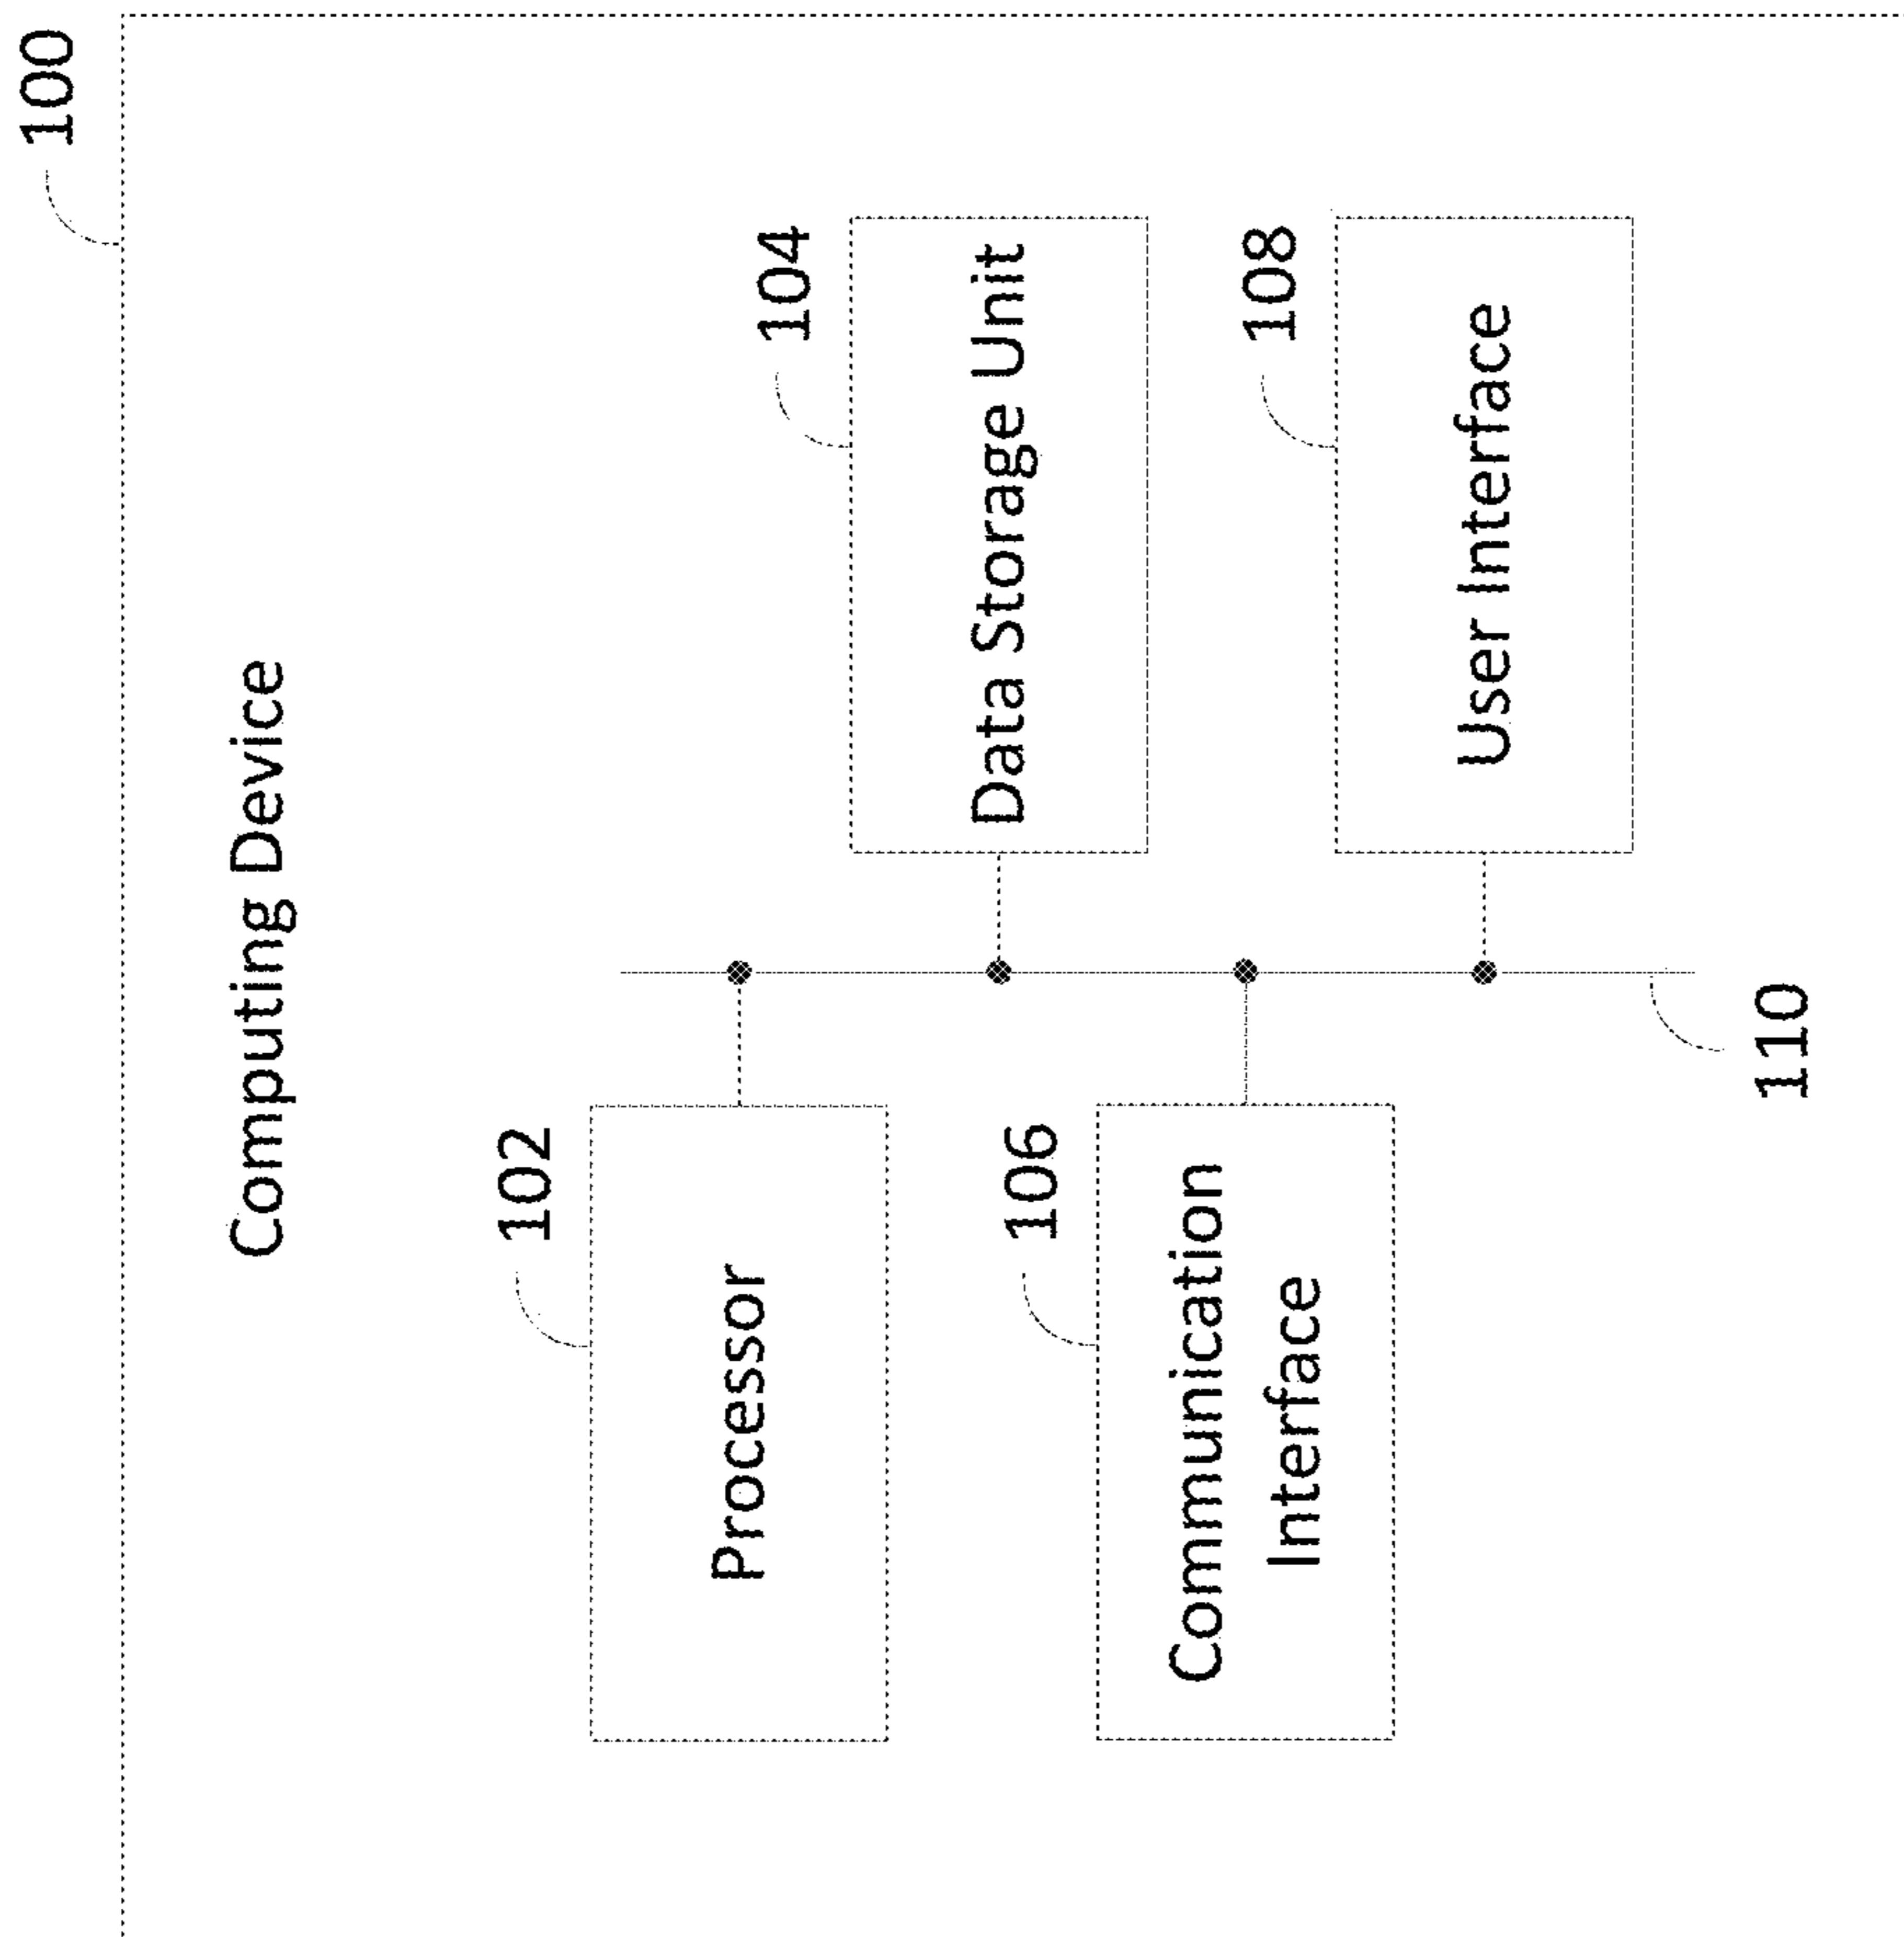 100
Computing Device
102
Processor
104
Data Storage Unit
106
Communication
Interface
108
User Interface
110